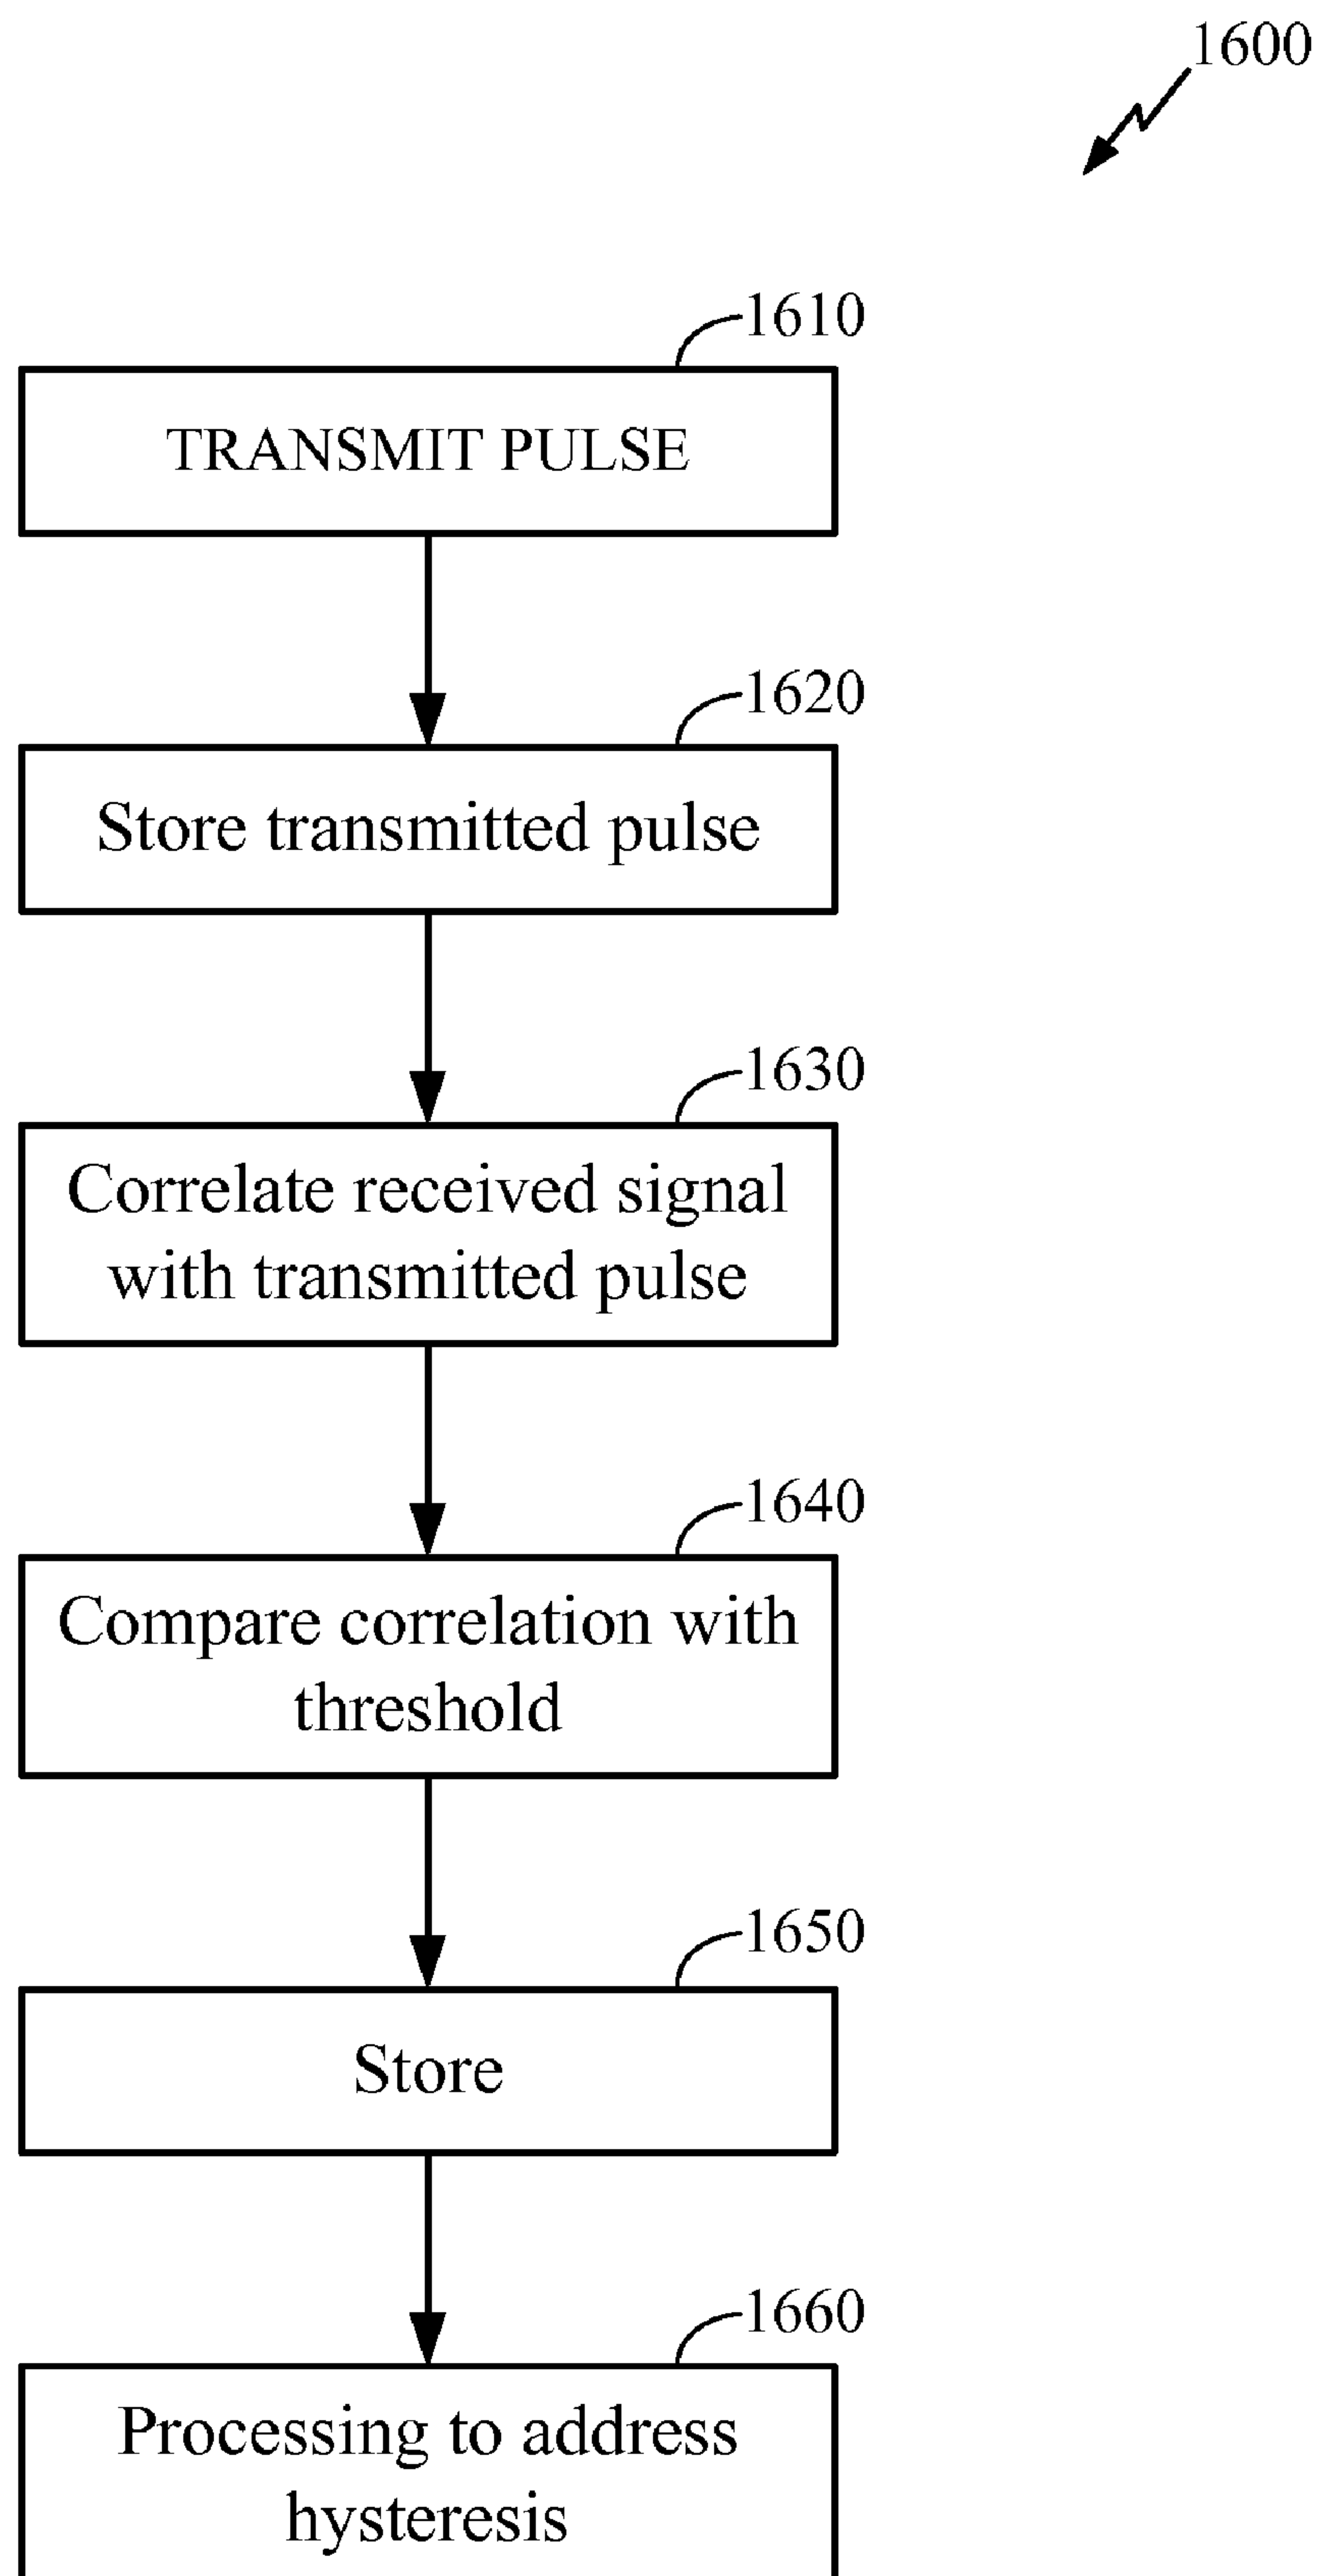 1600
1610
TRANSMIT PULSE
1620
Store transmitted pulse
1630
Correlate received signal
with transmitted pulse
1640
Compare correlation with
threshold
1650
Store
1660
Processing to address
hysteresis